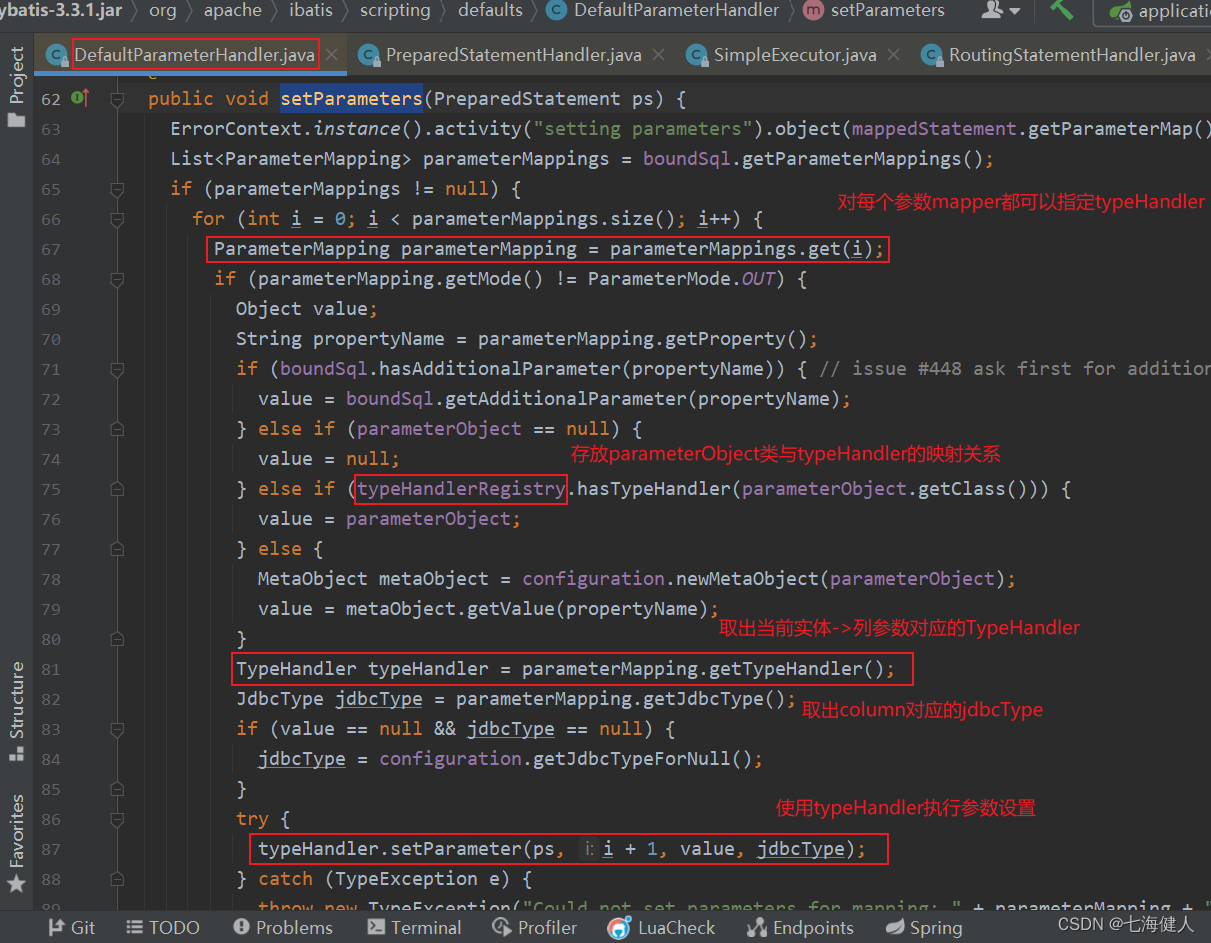 ybatis-3.3.1.jar org apache ibatis scripting defaults C DefaultParameterHandler m setParameters applicati
DefaultParameterHandler.java PreparedStatementHandler.java SimpleExecutor.java RoutingStatementHandler.java
Project
62 public void setParameters(PreparedStatement ps) {
63 ErrorContext.instance().activity("setting parameters").object(mappedStatement.getParameterMap()
64 List<ParameterMapping> parameterMappings = boundSql.getParameterMappings();
65 if (parameterMappings != null) {
对每个参数mapper都可以指定typeHandler
66 for (int i = 0; i < parameterMappings.size(); i++) {
67 ParameterMapping parameterMapping = parameterMappings.get(i);
68 if (parameterMapping.getMode() != ParameterMode.OUT) {
69 Object value;
70 String propertyName = parameterMapping.getProperty();
71 if (boundSql.hasAdditionalParameter(propertyName)) { // issue #448 ask first for addition
72 value = boundSql.getAdditionalParameter(propertyName);
73 } else if (parameterObject == null) {
存放parameterObject类与typeHandler的映射关系
74 value = null;
75 } else if (typeHandlerRegistry.hasTypeHandler(parameterObject.getClass())) {
76 value = parameterObject;
77 } else {
78 MetaObject metaObject = configuration.newMetaObject(parameterObject);
79 value = metaObject.getValue(propertyName);
取出当前实体->列参数对应的TypeHandler
80 }
81 TypeHandler typeHandler = parameterMapping.getTypeHandler();
82 JdbcType jdbcType = parameterMapping.getJdbcType();
取出column对应的jdbcType
83 if (value == null && jdbcType == null) {
84 jdbcType = configuration.getJdbcTypeForNull();
85 }
使用typeHandler执行参数设置
86 try {
87 typeHandler.setParameter(ps, i: i + 1, value, jdbcType);
88 } catch (TypeException e) {
89 throw new TypeException("Could not set parameters for mapping: " + parameterMapping + "
Structure
Favorites
Git TODO Problems Terminal Profiler LuaCheck Endpoints Spring
CSDN @七海健人